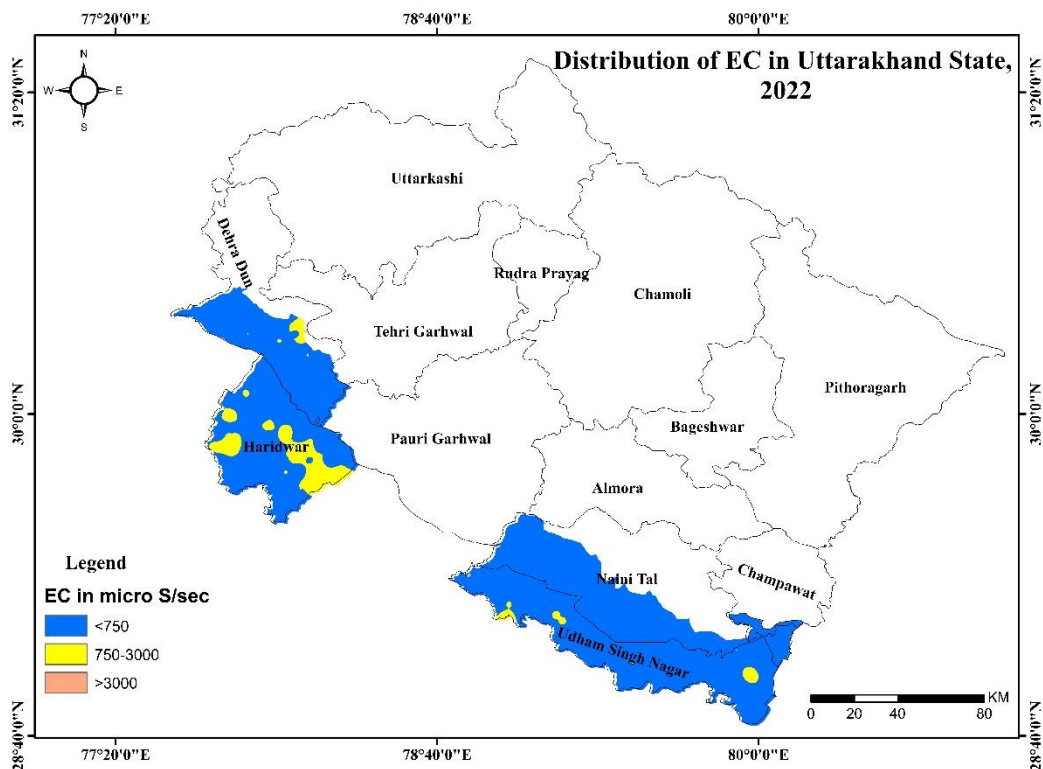 77°20'0"E 78°40'0"E 80°0'0"E
Distribution of EC in Uttarakhand State,
2022
N
W E
S
31°20'0"N 31°20'0"N
Uttarkashi
Dehra Dun
Rudra Prayag
Chamoli
Tehri Garhwal
Pithoragarh
30°0'0"N 30°0'0"N
Pauri Garhwal
Bageshwar
Haridwar
Almora
Naini Tal
Champawat
Udham Singh Nagar
Legend
EC in micro S/sec
<750
750-3000
>3000
KM
0 20 40 80
28°40'0"N 28°40'0"N
77°20'0"E 78°40'0"E 80°0'0"E